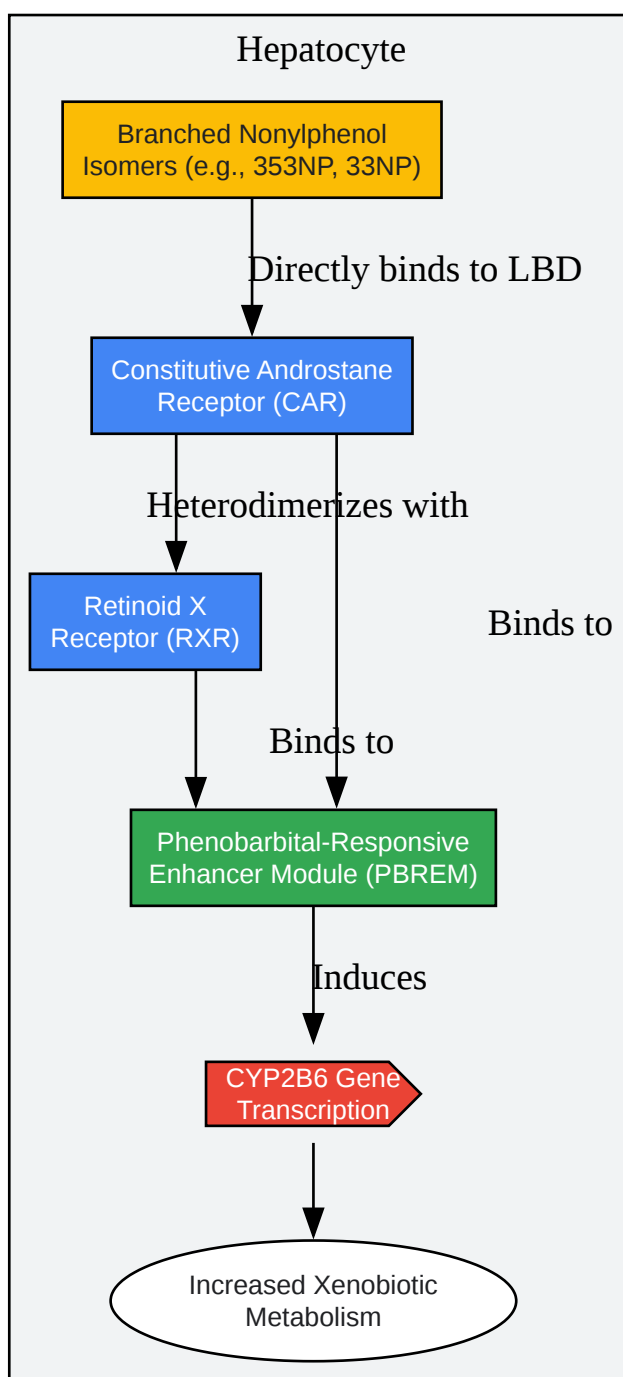 Hepatocyte
Branched Nonylphenol
Isomers (e.g., 353NP, 33NP)
Directly binds to LBD
Constitutive Androstane
Receptor (CAR)
Heterodimerizes with
Retinoid X
Receptor (RXR)
Binds to
Binds to
Phenobarbital-Responsive
Enhancer Module (PBREM)
Induces
CYP2B6 Gene
Transcription
Increased Xenobiotic
Metabolism